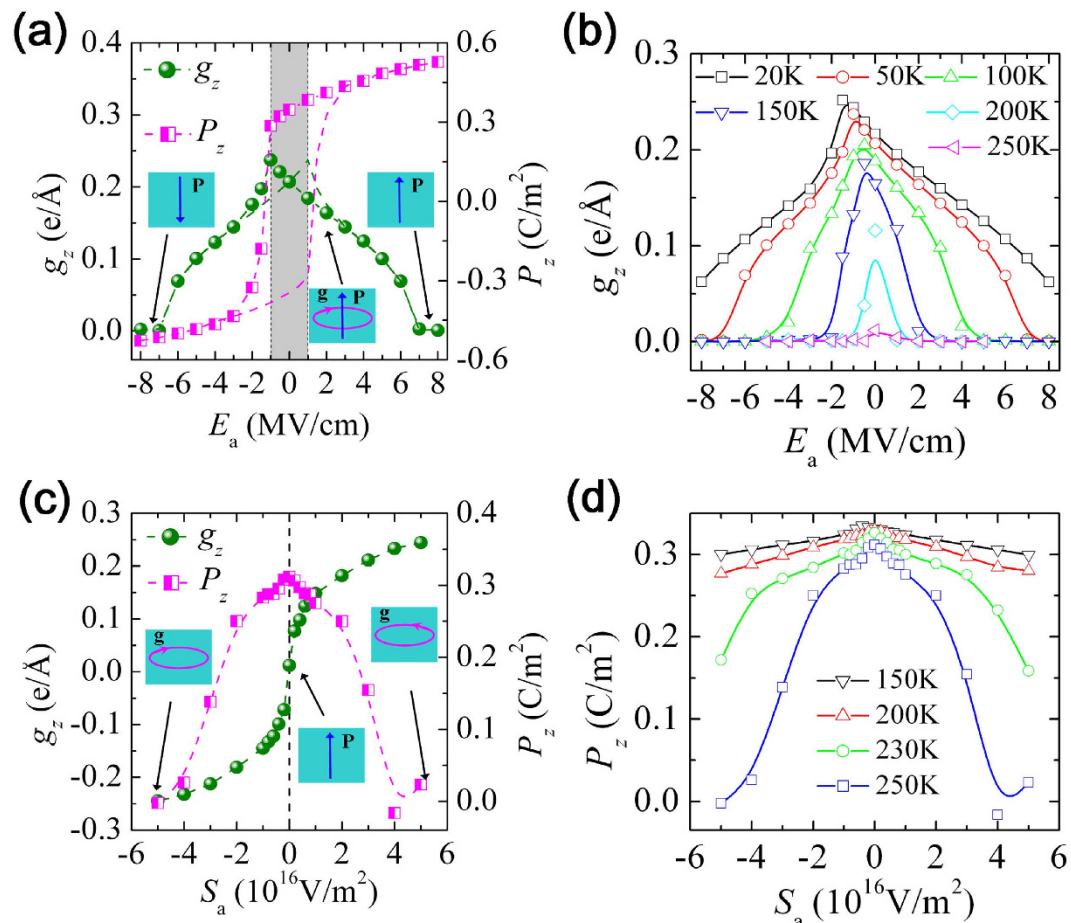 (a)
0.4
0.3
0.2
0.1
0.0
g_z (e/Å)
g_z
P_z
P
P
g
P
0.6
0.3
0.0
-0.3
-0.6
P_z (C/m²)
-8 -6 -4 -2 0 2 4 6 8
E_a (MV/cm)
(b)
0.3
0.2
0.1
0.0
g_z (e/Å)
20K 50K 100K
150K 200K
250K
-8 -6 -4 -2 0 2 4 6 8
E_a (MV/cm)
(c)
0.3
0.2
0.1
0.0
-0.1
-0.2
-0.3
g_z (e/Å)
g_z
P_z
g
g
P
0.4
0.3
0.2
0.1
0.0
P_z (C/m²)
-6 -4 -2 0 2 4 6
S_a (10¹⁶V/m²)
(d)
0.3
0.2
0.1
0.0
P_z (C/m²)
150K
200K
230K
250K
-6 -4 -2 0 2 4 6
S_a (10¹⁶V/m²)